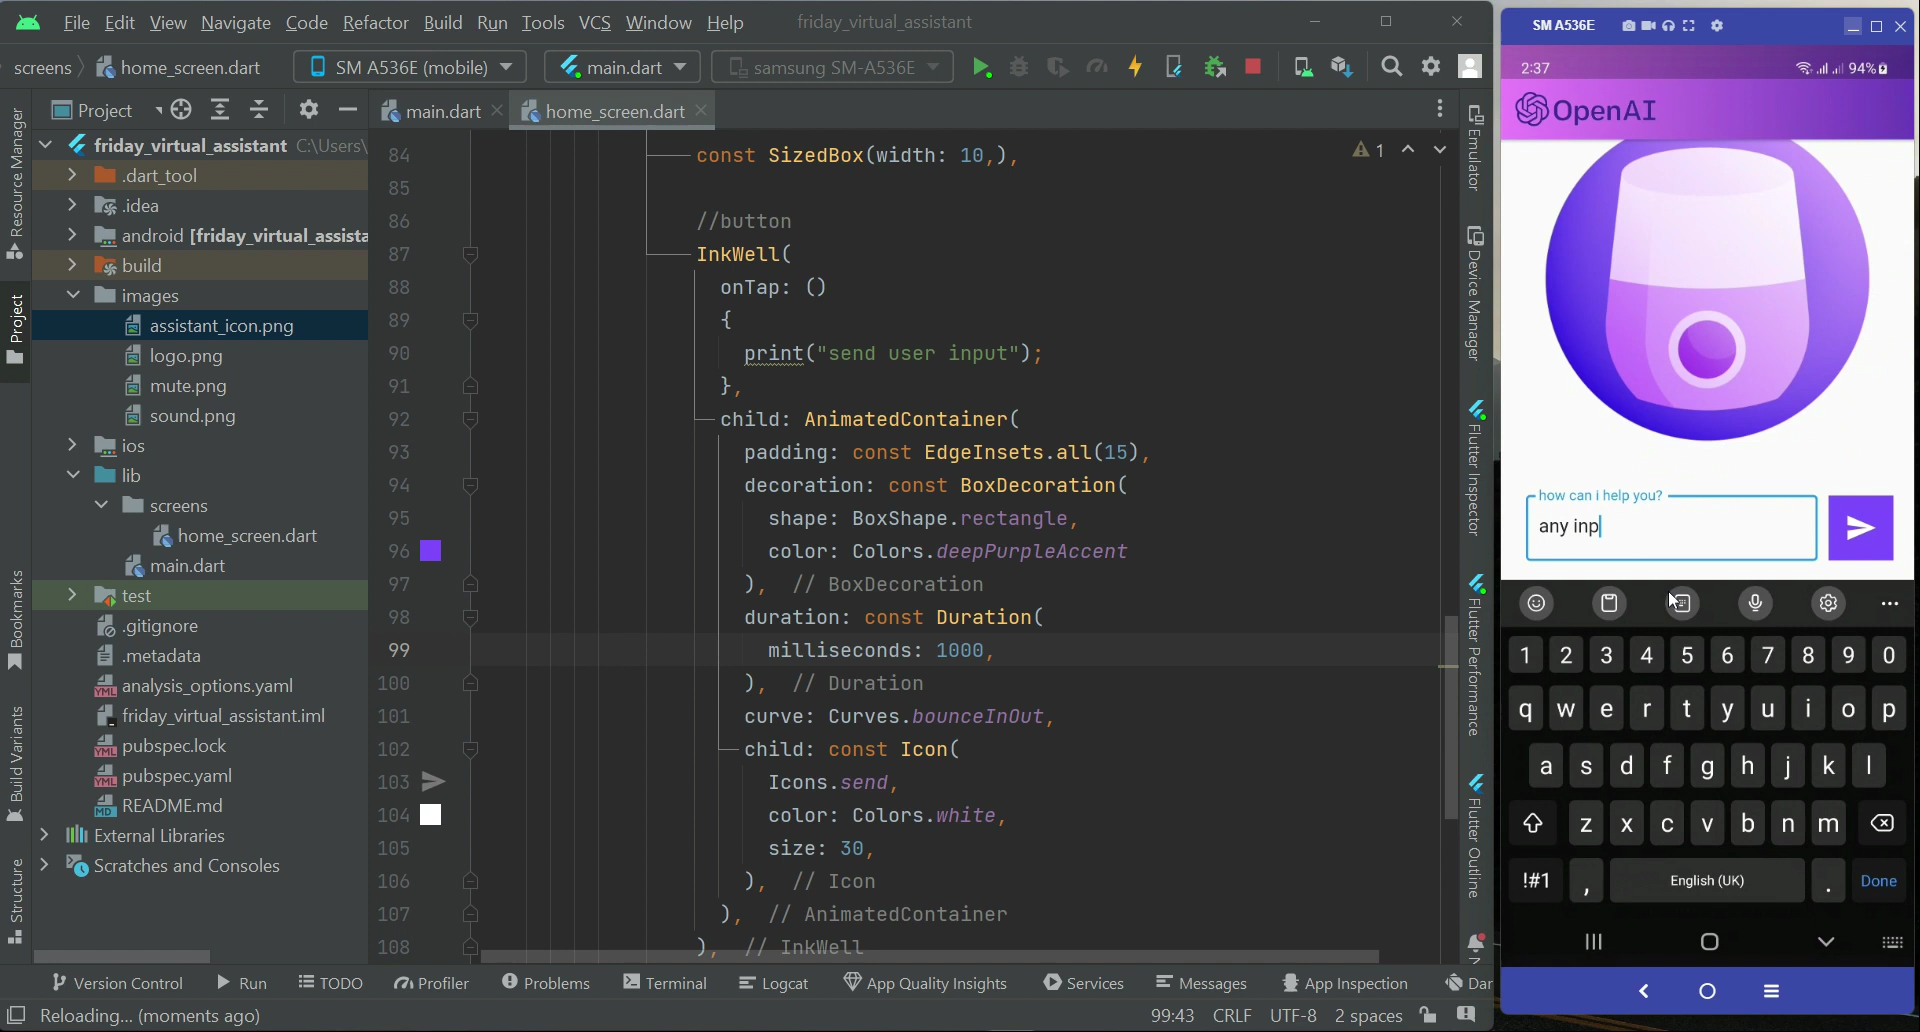 File Edit View Navigate Code Refactor Build Run Tools VCS Window Help friday_virtual_assistant
screens home_screen.dart SM A536E (mobile) main.dart samsung SM-A536E
Resource Manager
Project
Bookmarks
Build Variants
Structure
Project
friday_virtual_assistant C:\Users\
.dart_tool
.idea
android [friday_virtual_assista
build
images
assistant_icon.png
logo.png
mute.png
sound.png
ios
lib
screens
home_screen.dart
main.dart
test
.gitignore
.metadata
analysis_options.yaml
friday_virtual_assistant.iml
pubspec.lock
pubspec.yaml
README.md
External Libraries
Scratches and Consoles
main.dart home_screen.dart
1
84 const SizedBox(width: 10,),
85
86 //button
87 InkWell(
88 onTap: ()
89 {
90 print("send user input");
91 },
92 child: AnimatedContainer(
93 padding: const EdgeInsets.all(15),
94 decoration: const BoxDecoration(
95 shape: BoxShape.rectangle,
96 color: Colors.deepPurpleAccent
97 ), // BoxDecoration
98 duration: const Duration(
99 milliseconds: 1000,
100 ), // Duration
101 curve: Curves.bounceInOut,
102 child: const Icon(
103 Icons.send,
104 color: Colors.white,
105 size: 30,
106 ), // Icon
107 ), // AnimatedContainer
108 ), // InkWell
Emulator
Device Manager
Flutter Inspector
Flutter Performance
Flutter Outline
Version Control Run TODO Profiler Problems Terminal Logcat App Quality Insights Services Messages App Inspection Dar
Reloading... (moments ago) 99:43 CRLF UTF-8 2 spaces
SM A536E
2:37 94%
OpenAI
how can i help you?
any inp
1 2 3 4 5 6 7 8 9 0
q w e r t y u i o p
a s d f g h j k l
z x c v b n m
!#1 , English (UK) . Done